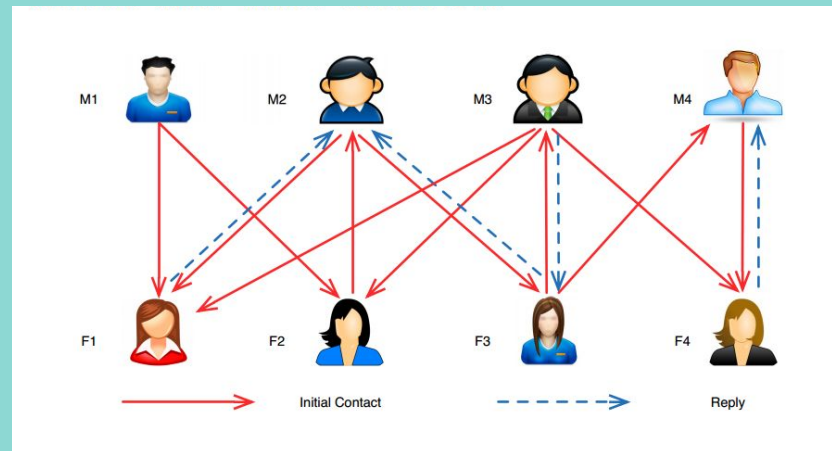 M1
M2
M3
M4
F1
F2
F3
F4
Initial Contact
Reply